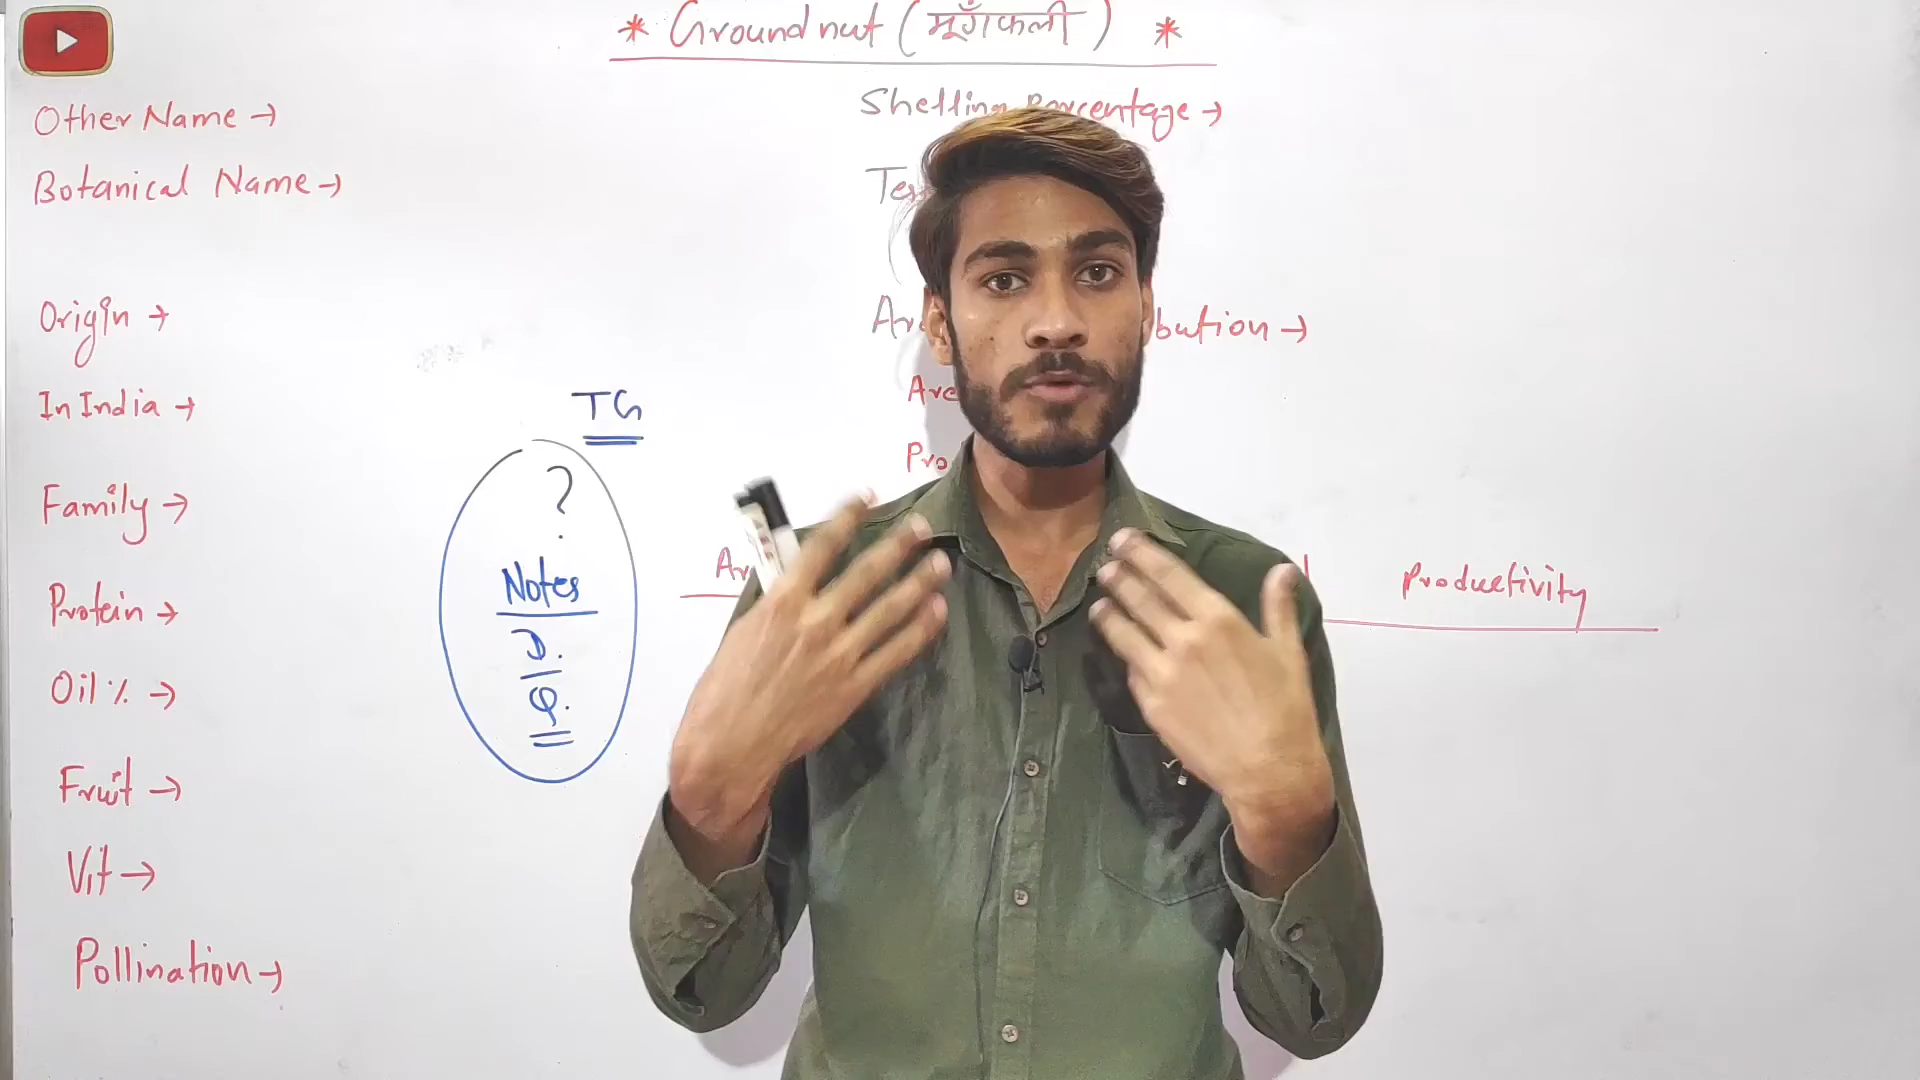 * Groundnut (मूँगफली) *
Other Name →
Botanical Name →
Origin →
In India →
Family →
Protein →
Oil % →
Fruit →
Vit →
Pollination →
TG
?
Notes
D.
Q.
Shelling Percentage →
bution →
Productivity